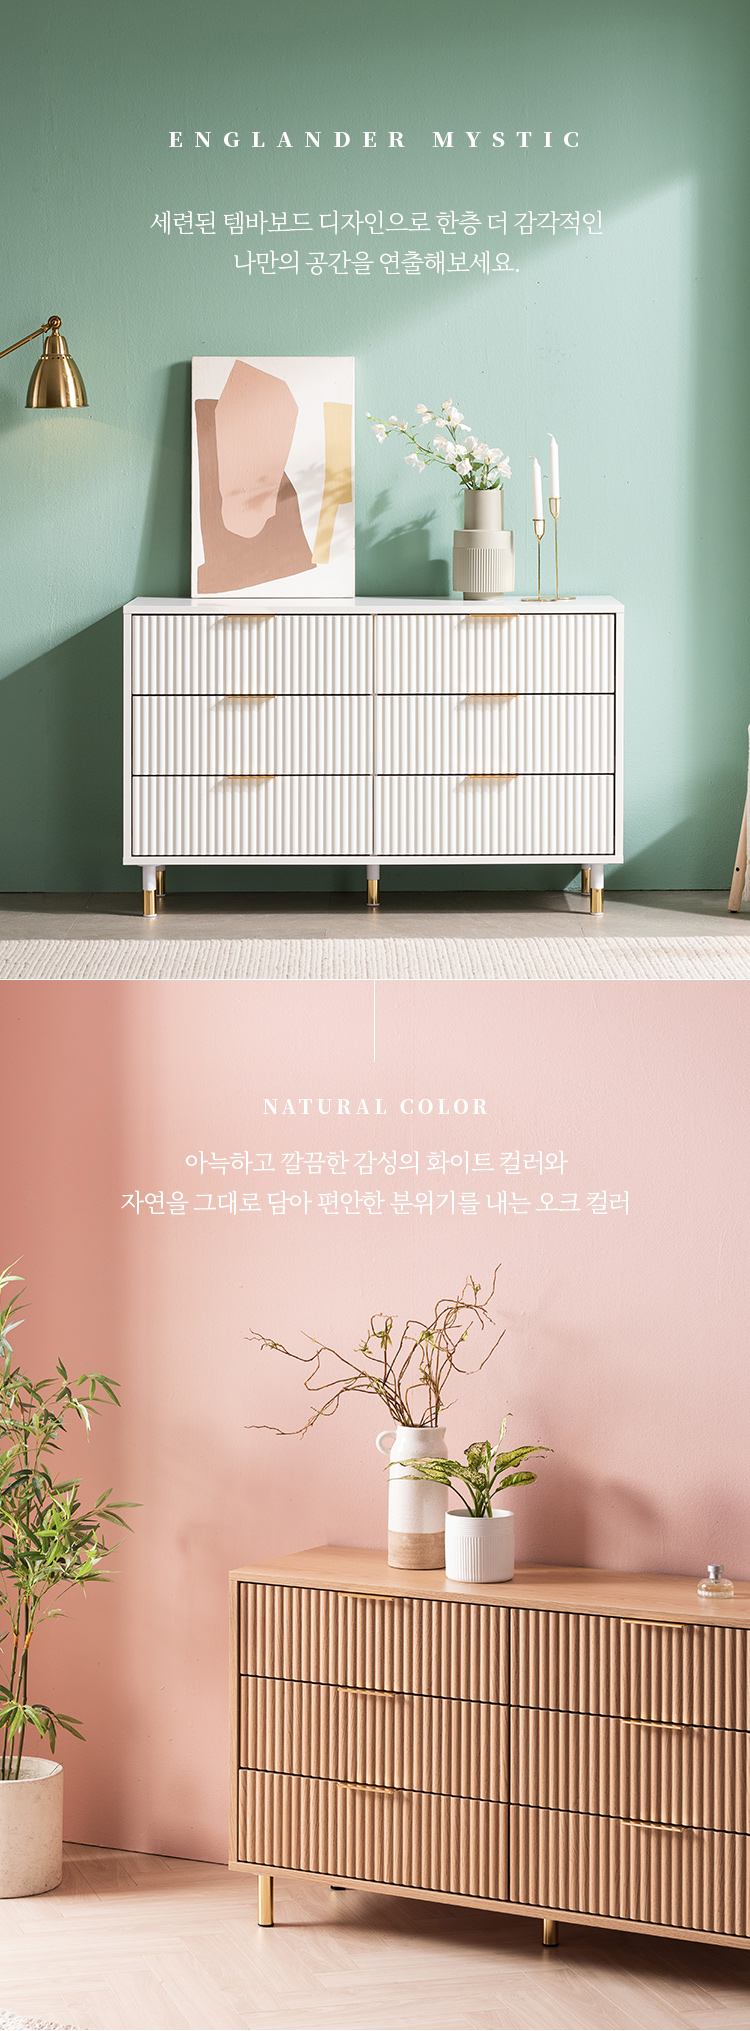 ENGLANDER MYSTIC
세련된 템바보드 디자인으로 한층 더 감각적인
나만의 공간을 연출해보세요.
NATURAL COLOR
아늑하고 깔끔한 감성의 화이트 컬러와
자연을 그대로 담아 편안한 분위기를 내는 오크 컬러